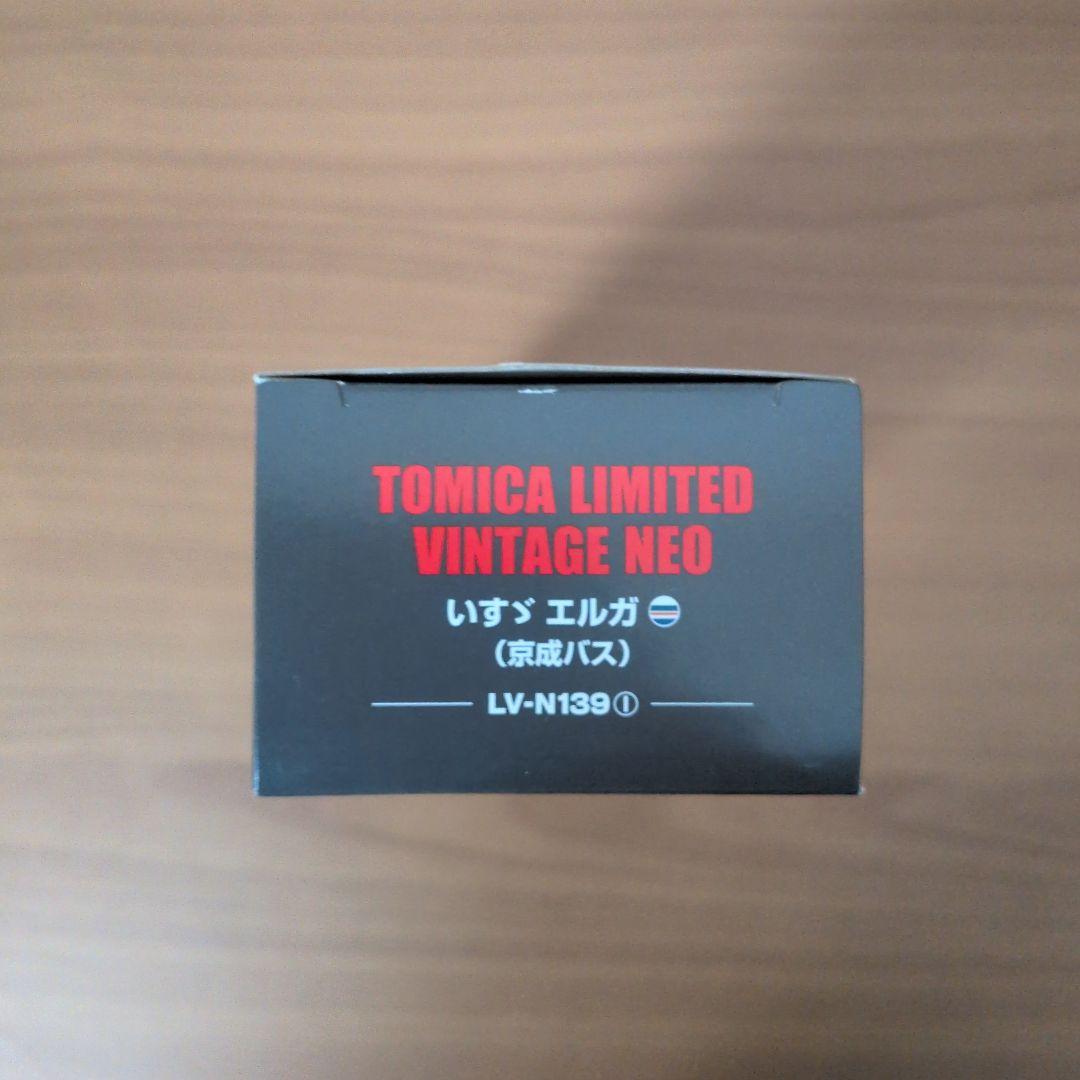 TOMICA LIMITED
VINTAGE NEO
いすゞ エルガ
（京成バス）
LV-N139Ⓘ